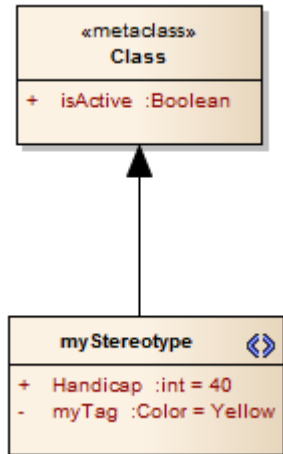 «metaclass»
Class
+ isActive :Boolean
myStereotype
+ Handicap :int = 40
- myTag :Color = Yellow